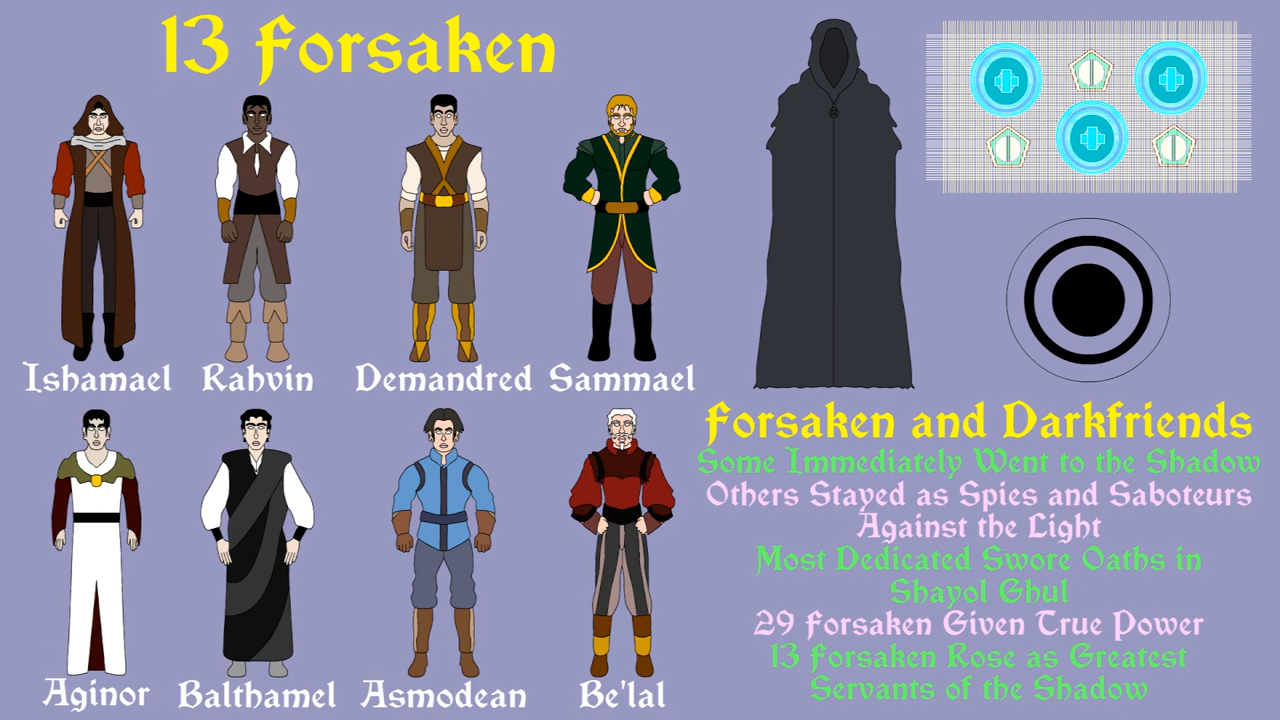 13 Forsaken
Ishamael
Rahvin
Demandred
Sammael
Aginor
Balthamel
Asmodean
Be'lal
Forsaken and Darkfriends
Some Immediately Went to the Shadow
Others Stayed as Spies and Saboteurs
Against the Light
Most Dedicated Swore Oaths in
Shayol Ghul
29 Forsaken Given True Power
13 Forsaken Rose as Greatest
Servants of the Shadow